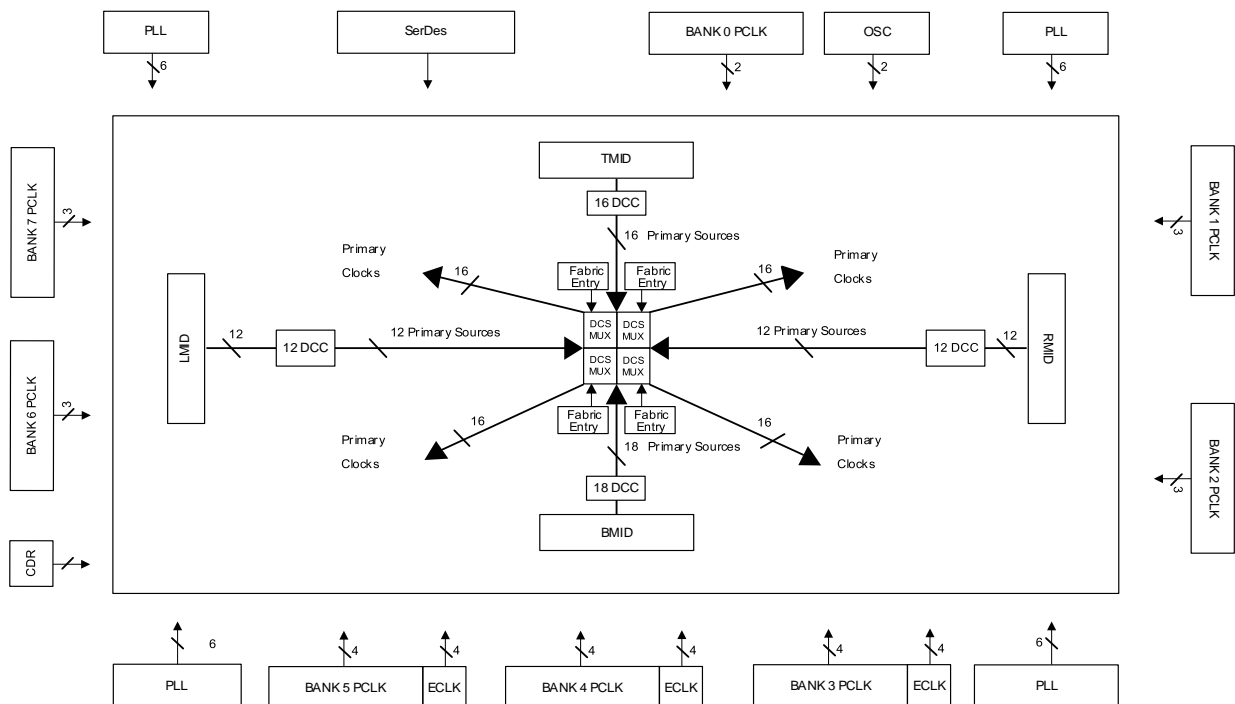 PLL
SerDes
BANK 0 PCLK
OSC
PLL
6
2
2
6
TMID
BANK 7 PCLK
3
16 DCC
BANK 1 PCLK
3
16 Primary Sources
Primary
Clocks
16
Fabric
Entry
Fabric
Entry
16
Primary
Clocks
DCS
MUX
DCS
MUX
LMID
12
12 DCC
12 Primary Sources
12 Primary Sources
12 DCC
12
RMID
DCS
MUX
DCS
MUX
BANK 6 PCLK
3
Fabric
Entry
Fabric
Entry
16
16
Primary
Clocks
18 Primary Sources
Primary
Clocks
BANK 2 PCLK
3
18 DCC
BMID
CDR
6
4
4
4
4
4
4
6
PLL
BANK 5 PCLK
ECLK
BANK 4 PCLK
ECLK
BANK 3 PCLK
ECLK
PLL